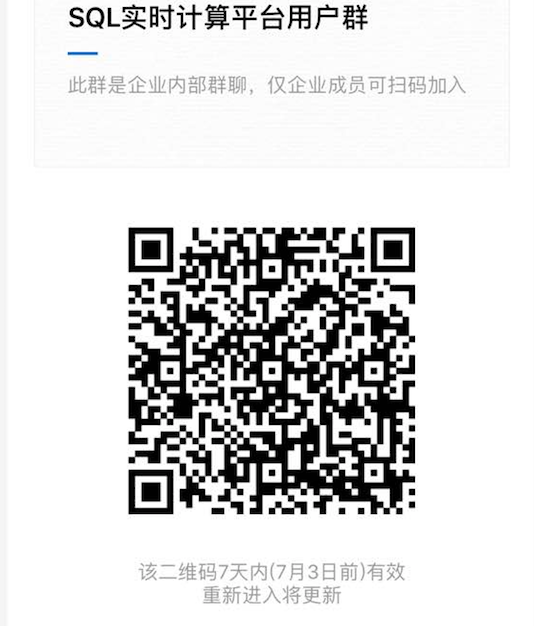 SQL实时计算平台用户群
此群是企业内部群聊，仅企业成员可扫码加入
该二维码7天内(7月3日前)有效
重新进入将更新